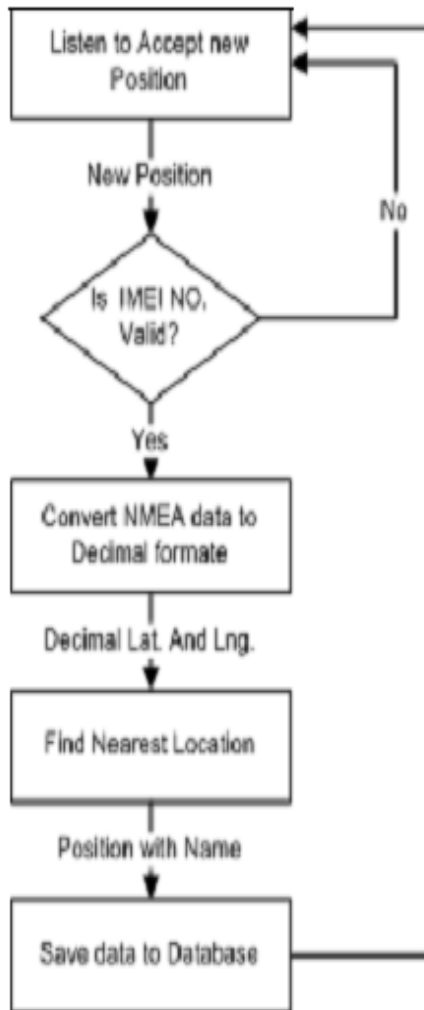 Listen to Accept new
Position
New Position
No
Is IMEI NO.
Valid?
Yes
Convert NMEA data to
Decimal formate
Decimal Lat. And Lng.
Find Nearest Location
Position with Name
Save data to Database